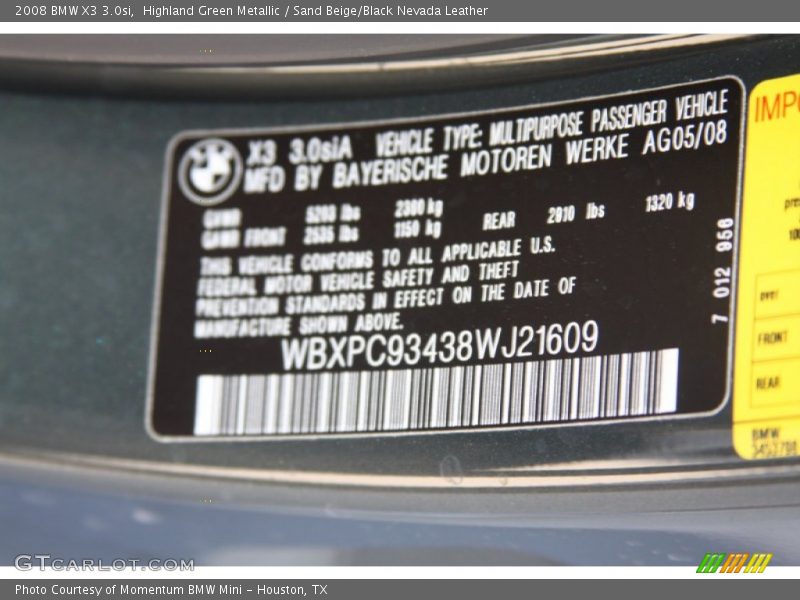 2008 BMW X3 3.0si, Highland Green Metallic / Sand Beige/Black Nevada Leather
X3 3.0siA VEHICLE TYPE: MULTIPURPOSE PASSENGER VEHICLE
MFD BY BAYERISCHE MOTOREN WERKE AG05/08
GVWR lbs 2300 kg
GAWR FRONT 2535 lbs 1150 kg REAR 2910 lbs 1320 kg
THIS VEHICLE CONFORMS TO ALL APPLICABLE U.S.
FEDERAL MOTOR VEHICLE SAFETY AND THEFT
PREVENTION STANDARDS IN EFFECT ON THE DATE OF
MANUFACTURE SHOWN ABOVE.
WBXPC93438WJ21609
7 012 958
IMPO
over
FRONT
REAR
BMW
GTCARLOT.COM
Photo Courtesy of Momentum BMW Mini - Houston, TX